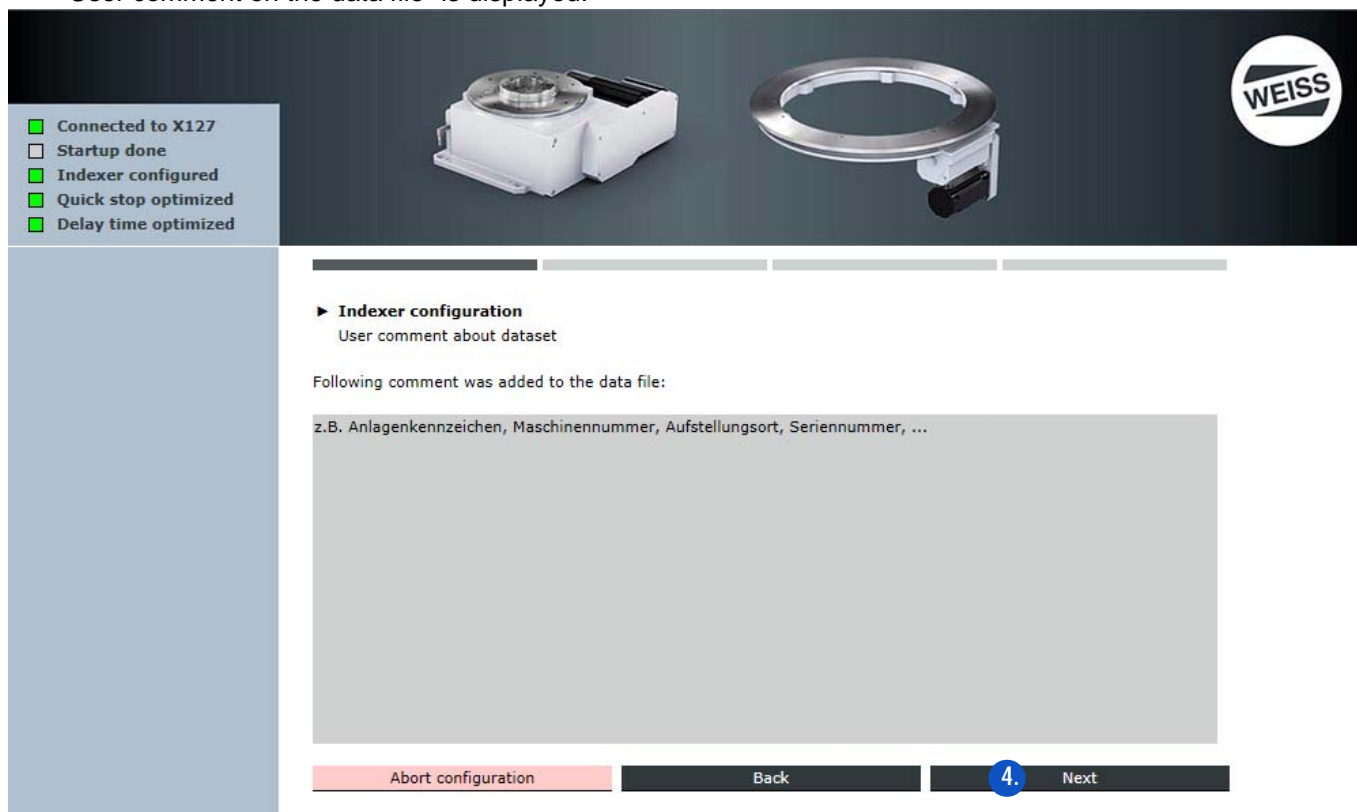 "User comment on the data file" is displayed.
WEISS
Connected to X127
Startup done
Indexer configured
Quick stop optimized
Delay time optimized
► Indexer configuration
User comment about dataset
Following comment was added to the data file:
z.B. Anlagenkennzeichen, Maschinennummer, Aufstellungsort, Seriennummer, ...
Abort configuration
Back
4. Next